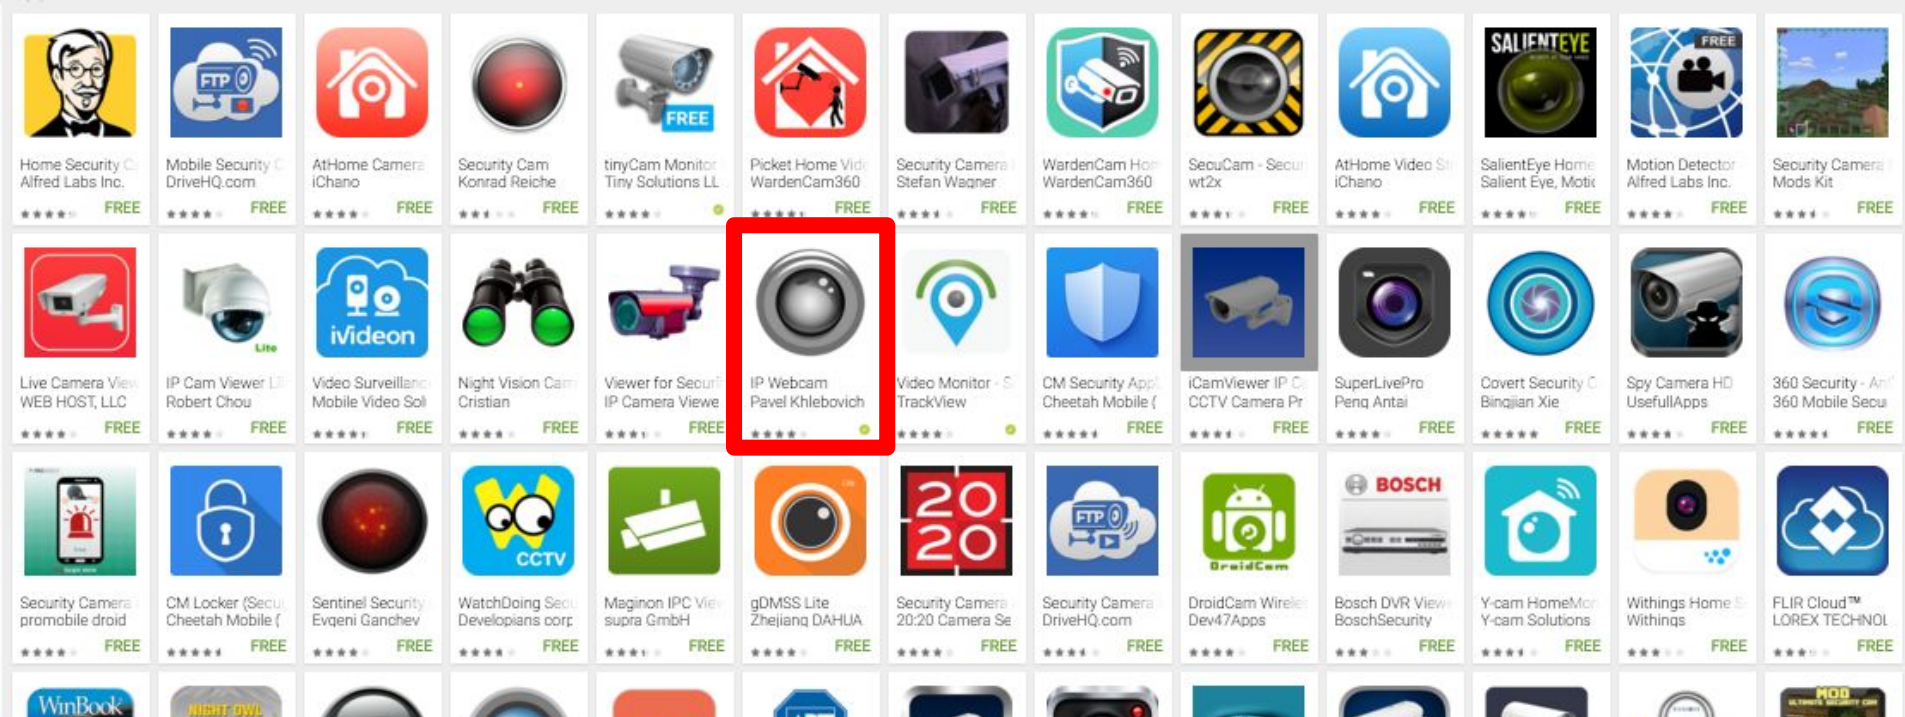 FTP
FREE
SALIENTEYE
FREE
Home Security
Alfred Labs Inc.
FREE
Mobile Security
DriveHQ.com
FREE
AtHome Camera
iChano
FREE
Security Cam
Konrad Reiche
FREE
tinyCam Monitor
Tiny Solutions LL
Picket Home Vid
WardenCam360
FREE
Security Camera
Stefan Wagner
FREE
WardenCam Hom
WardenCam360
FREE
SecuCam - Secu
wt2x
FREE
AtHome Video St
iChano
FREE
SalientEye Home
Salient Eye, Motic
FREE
Motion Detector
Alfred Labs Inc.
FREE
Security Camera
Mods Kit
FREE
Lite
iVideon
Live Camera View
WEB HOST, LLC
FREE
IP Cam Viewer Li
Robert Chou
FREE
Video Surveillanc
Mobile Video Soli
FREE
Night Vision Cam
Cristian
FREE
Viewer for Securi
IP Camera Viewe
FREE
IP Webcam
Pavel Khlebovich
Video Monitor - S
TrackView
CM Security App
Cheetah Mobile (
FREE
iCamViewer IP C
CCTV Camera Pr
FREE
SuperLivePro
Peng Antai
FREE
Covert Security C
Bingjian Xie
FREE
Spy Camera HD
UsefullApps
FREE
360 Security - Ant
360 Mobile Secu
FREE
CCTV
Lite
20
20
FTP
DroidCam
BOSCH
Security Camera
promobile droid
FREE
CM Locker (Secu
Cheetah Mobile (
FREE
Sentinel Security
Evgeni Ganchev
FREE
WatchDoing Secu
Developians corp
FREE
Maginon IPC Vie
supra GmbH
FREE
gDMSS Lite
Zhejiang DAHUA
FREE
Security Camera
20:20 Camera Se
FREE
Security Camera
DriveHQ.com
FREE
DroidCam Wirele
Dev47Apps
FREE
Bosch DVR View
BoschSecurity
FREE
Y-cam HomeMon
Y-cam Solutions
FREE
Withings Home S
Withings
FREE
FLIR Cloud™
LOREX TECHNOL
FREE
WinBook
NIGHT OWL
MOD
ULTIMATE SECURITY CAM